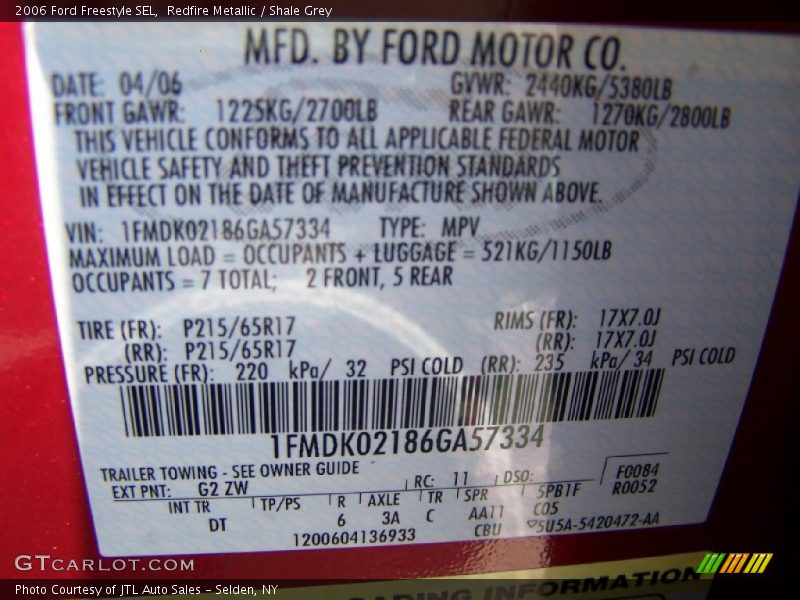 2006 Ford Freestyle SEL, Redfire Metallic / Shale Grey
MFD. BY FORD MOTOR CO.
DATE: 04/06 GVWR: 2440KG/5380LB
FRONT GAWR: 1225KG/2700LB REAR GAWR: 1270KG/2800LB
THIS VEHICLE CONFORMS TO ALL APPLICABLE FEDERAL MOTOR
VEHICLE SAFETY AND THEFT PREVENTION STANDARDS
IN EFFECT ON THE DATE OF MANUFACTURE SHOWN ABOVE.
VIN: 1FMDK02186GA57334 TYPE: MPV
MAXIMUM LOAD = OCCUPANTS + LUGGAGE = 521KG/1150LB
OCCUPANTS = 7 TOTAL; 2 FRONT, 5 REAR
TIRE (FR): P215/65R17 RIMS (FR): 17X7.0J
(RR): P215/65R17 (RR): 17X7.0J
PRESSURE (FR): 220 kPa/ 32 PSI COLD (RR): 235 kPa/ 34 PSI COLD
1FMDK02186GA57334
TRAILER TOWING - SEE OWNER GUIDE F0084
EXT PNT: G2 ZW RC: 11 DSO: R0052
INT TR TP/PS R AXLE TR SPR 5PB1F
DT 6 3A C AA11 C05
1200604136933 CBU 5U5A-5420472-AA
LOADING INFORMATION
GTCARLOT.COM
Photo Courtesy of JTL Auto Sales - Selden, NY